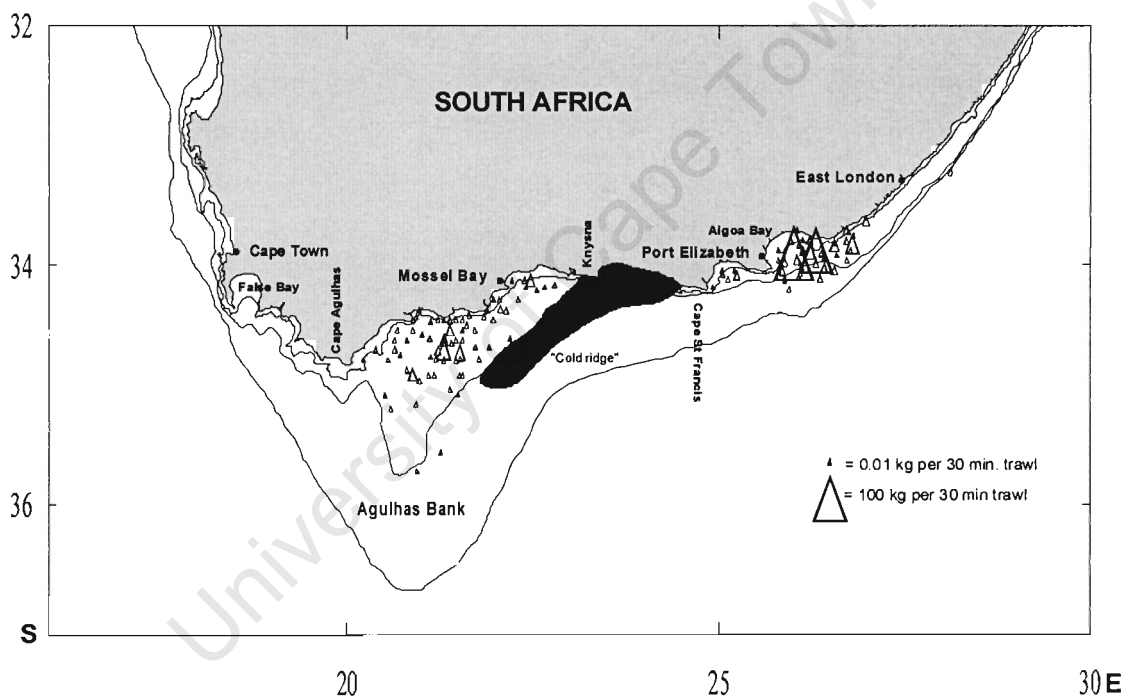 32
SOUTH AFRICA
East London
Algoa Bay
Port Elizabeth
Knysna
34
Cape Town
Mossel Bay
False Bay
Cape Agulhas
"Cold ridge"
Cape St Francis
= 0.01 kg per 30 min. trawl
= 100 kg per 30 min trawl
36
Agulhas Bank
S
20
25
30 E
University of Cape Town